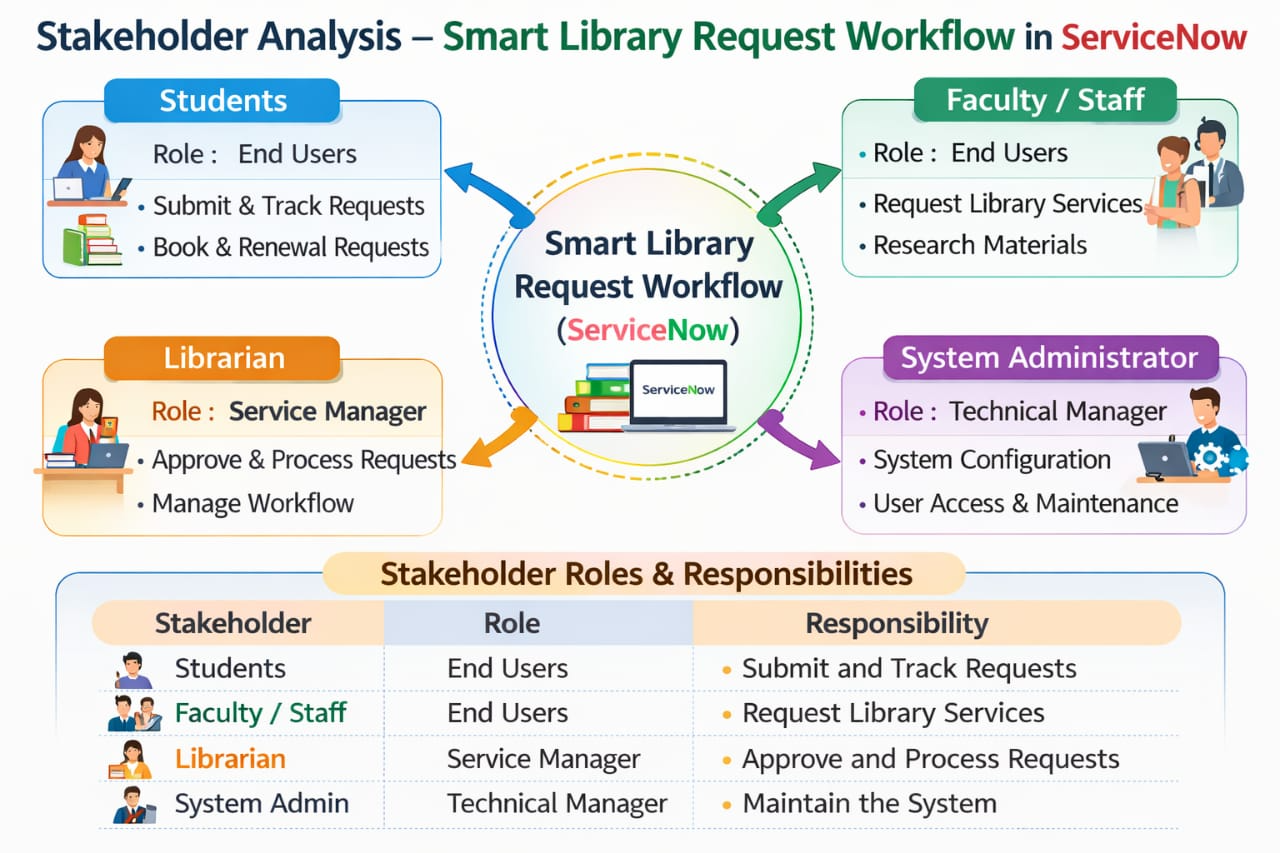 Stakeholder Analysis – Smart Library Request Workflow in ServiceNow
Students
Role : End Users
• Submit & Track Requests
• Book & Renewal Requests
Faculty / Staff
• Role : End Users
• Request Library Services
• Research Materials
Smart Library
Request Workflow
(ServiceNow)
ServiceNow
Librarian
Role : Service Manager
• Approve & Process Requests
• Manage Workflow
System Administrator
• Role : Technical Manager
• System Configuration
• User Access & Maintenance
Stakeholder Roles & Responsibilities
Stakeholder Role Responsibility
Students End Users • Submit and Track Requests
Faculty / Staff End Users • Request Library Services
Librarian Service Manager • Approve and Process Requests
System Admin Technical Manager • Maintain the System